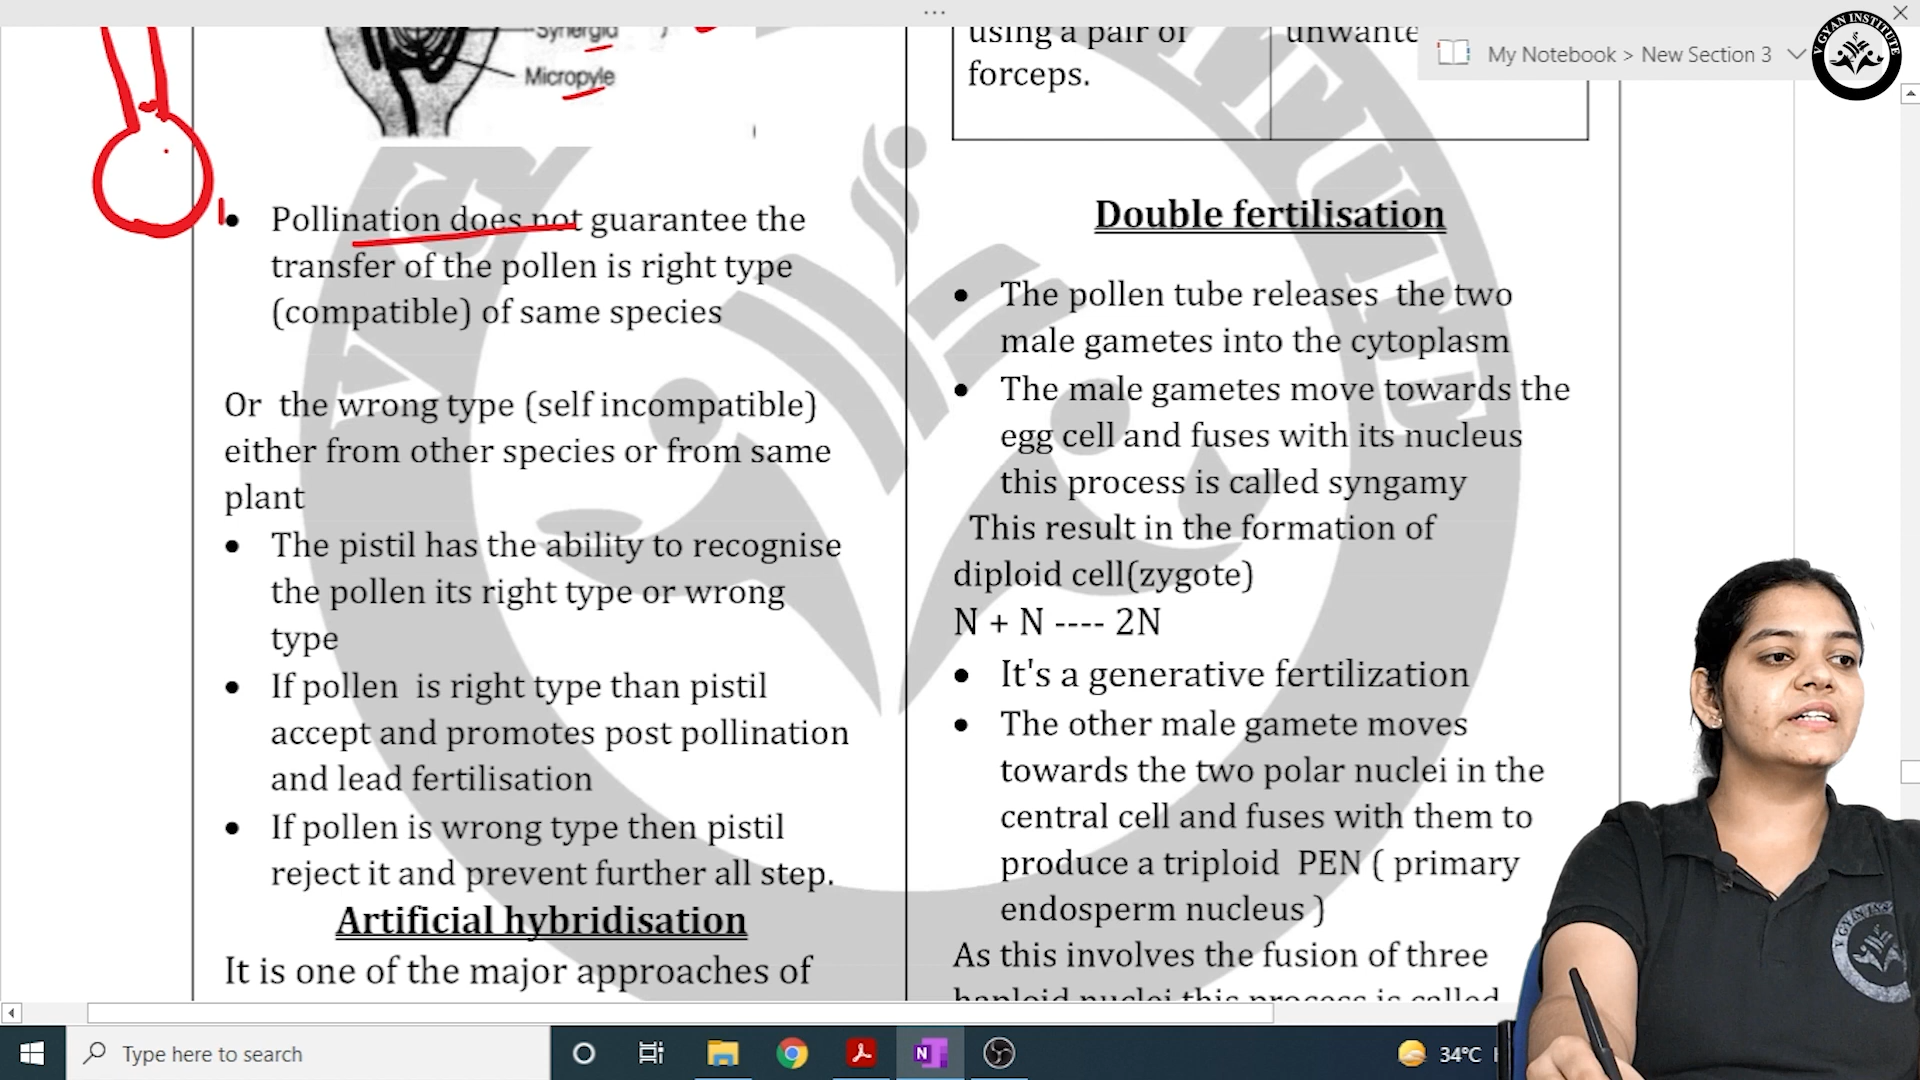 Synergid
Micropyle
using a pair of
forceps.
My Notebook > New Section 3
V GYAN INSTITUTE
• Pollination does not guarantee the
transfer of the pollen is right type
(compatible) of same species
Or the wrong type (self incompatible)
either from other species or from same
plant
• The pistil has the ability to recognise
the pollen its right type or wrong
type
• If pollen is right type than pistil
accept and promotes post pollination
and lead fertilisation
• If pollen is wrong type then pistil
reject it and prevent further all step.
Artificial hybridisation
It is one of the major approaches of
Double fertilisation
• The pollen tube releases the two
male gametes into the cytoplasm
• The male gametes move towards the
egg cell and fuses with its nucleus
this process is called syngamy
This result in the formation of
diploid cell(zygote)
N + N ---- 2N
• It's a generative fertilization
• The other male gamete moves
towards the two polar nuclei in the
central cell and fuses with them to
produce a triploid PEN ( primary
endosperm nucleus )
As this involves the fusion of three
haploid nuclei this process is called
Type here to search
34°C